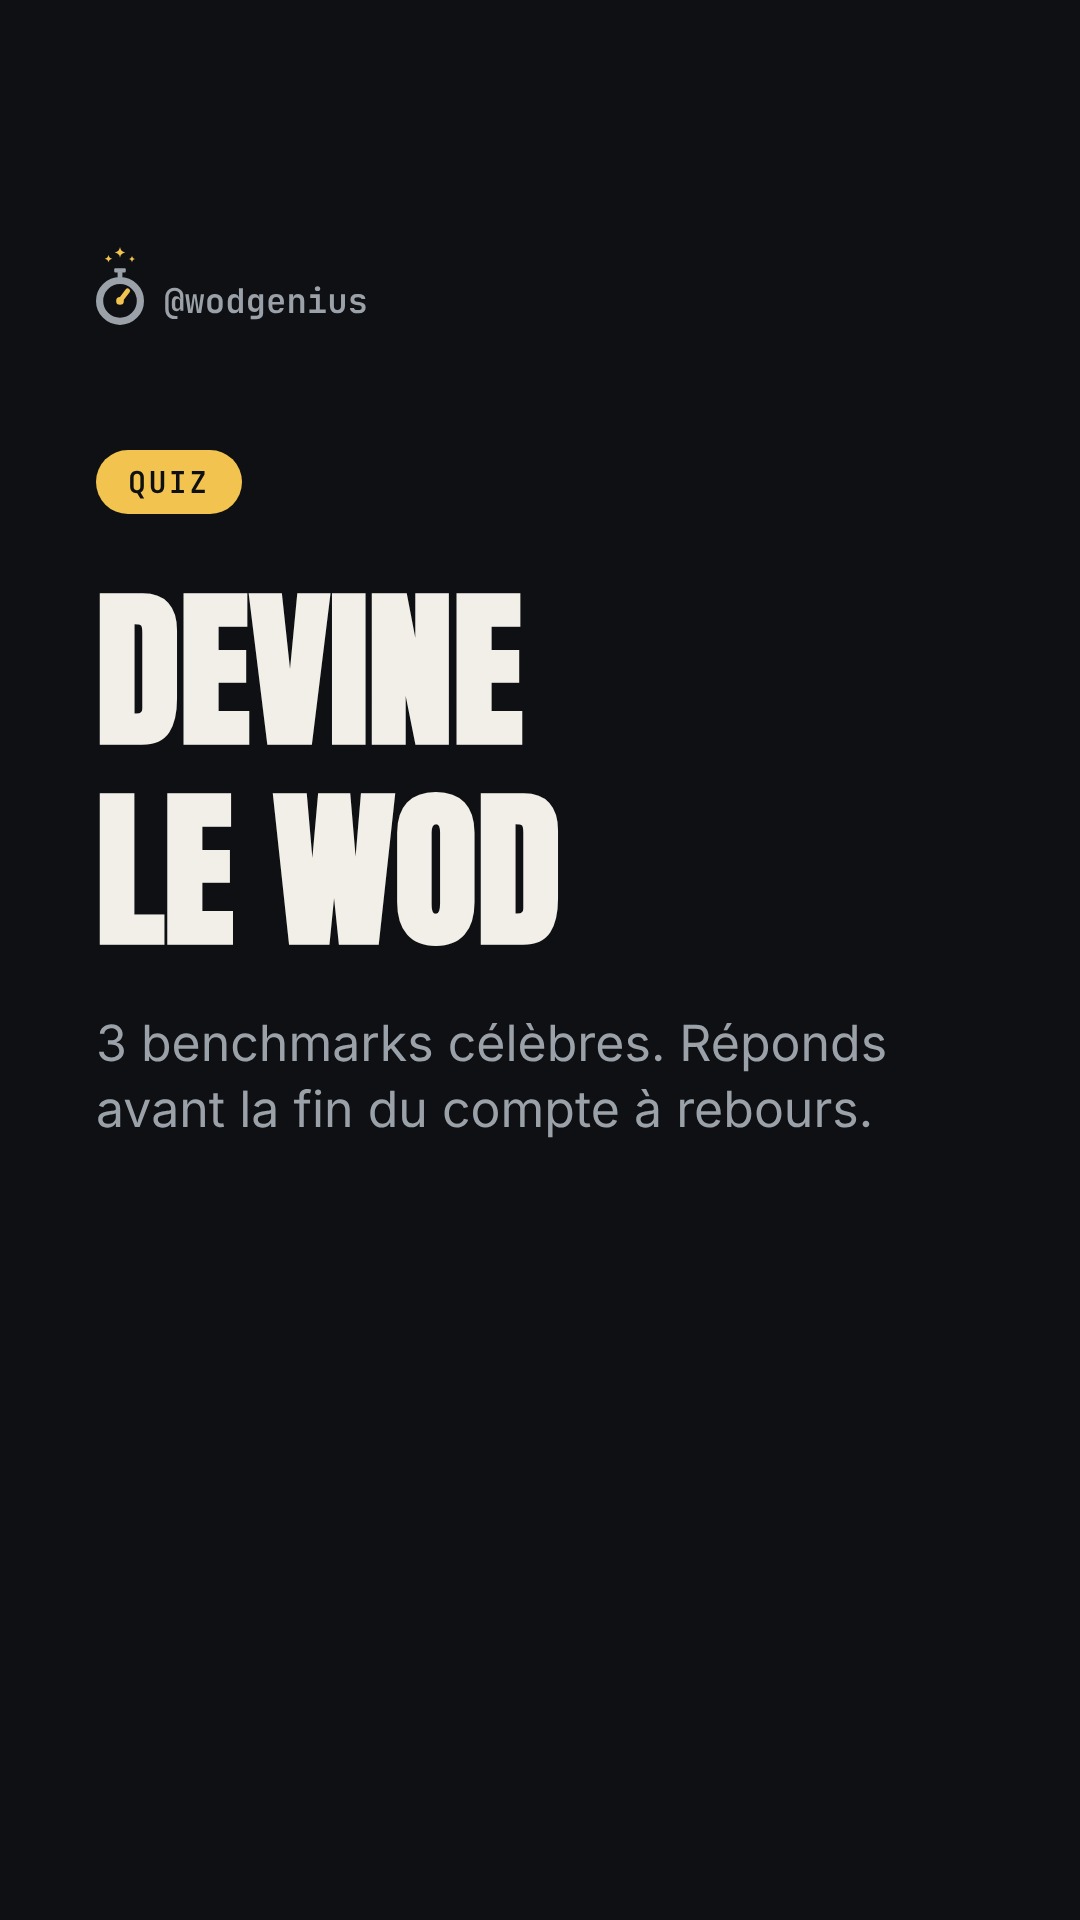 @wodgenius
QUIZ
DEVINE
LE WOD
3 benchmarks célèbres. Réponds
avant la fin du compte à rebours.